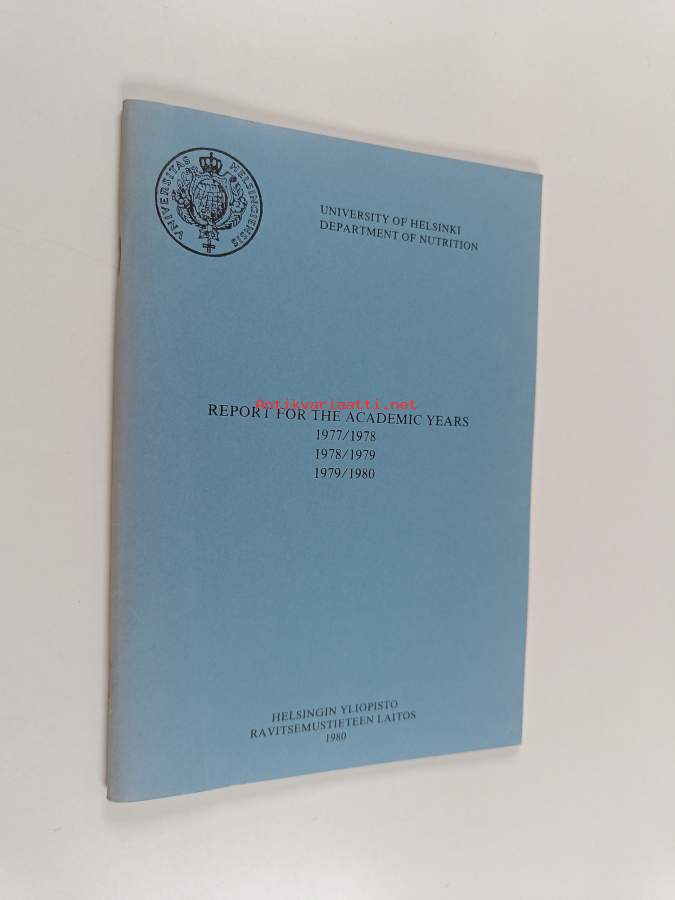 VNIVERSITAS HELSINGIENSIS
UNIVERSITY OF HELSINKI
DEPARTMENT OF NUTRITION
Antikvariaatti.net
REPORT FOR THE ACADEMIC YEARS
1977/1978
1978/1979
1979/1980
HELSINGIN YLIOPISTO
RAVITSEMUSTIETEEN LAITOS
1980